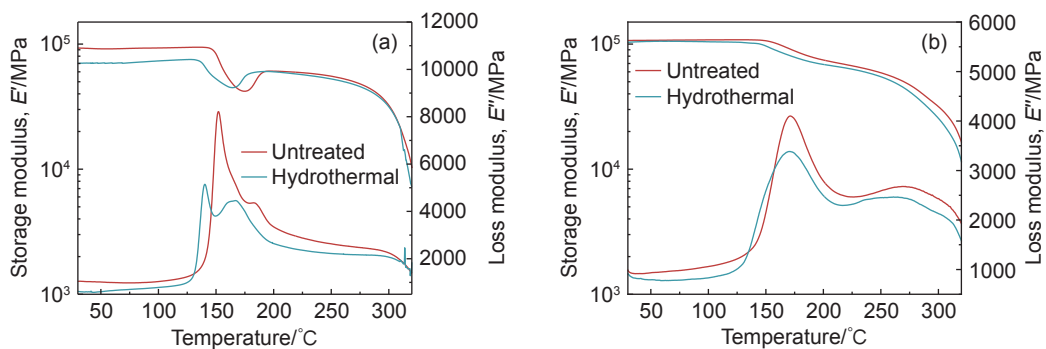 12000
10⁵
(a)
10000
Storage modulus, E′/MPa
8000
Untreated
6000
10⁴
Hydrothermal
4000
Loss modulus, E″/MPa
2000
10³
50 100 150 200 250 300
Temperature/°C
6000
10⁵
(b)
5000
Storage modulus, E′/MPa
Untreated
Hydrothermal
4000
10⁴
3000
2000
Loss modulus, E″/MPa
1000
10³
50 100 150 200 250 300
Temperature/°C